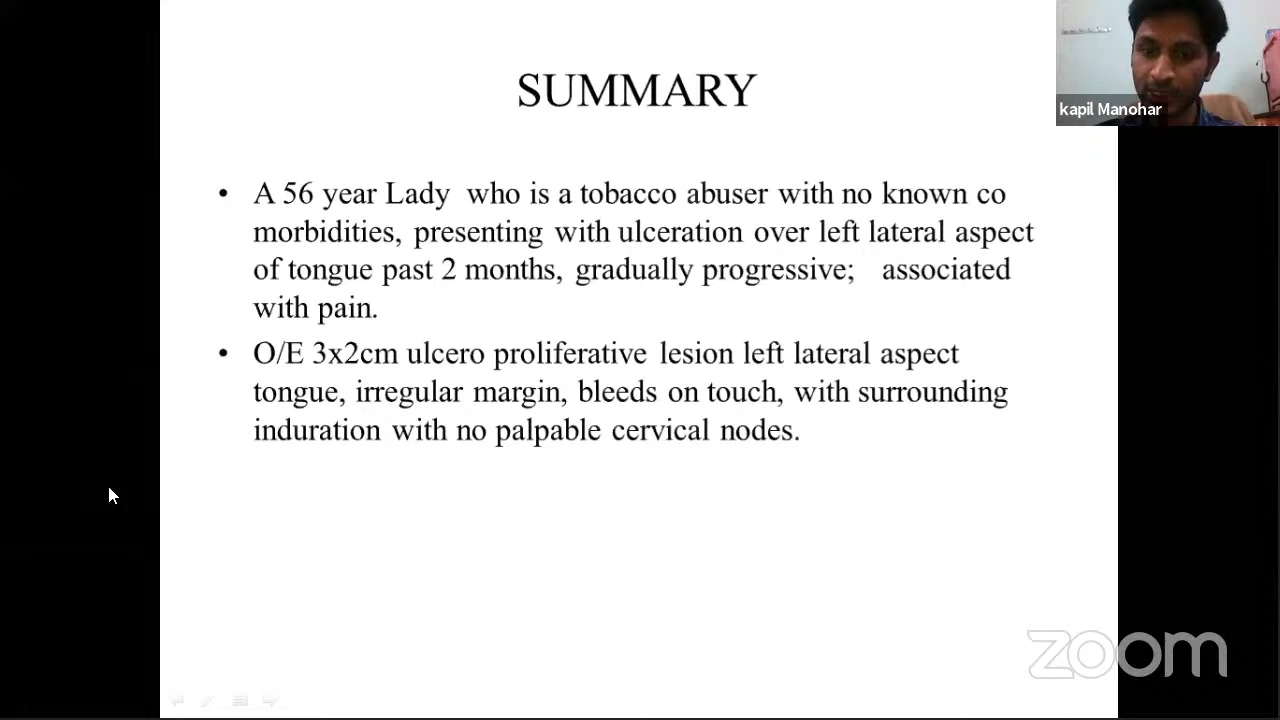 SUMMARY
kapil Manohar
• A 56 year Lady who is a tobacco abuser with no known co
morbidities, presenting with ulceration over left lateral aspect
of tongue past 2 months, gradually progressive; associated
with pain.
• O/E 3x2cm ulcero proliferative lesion left lateral aspect
tongue, irregular margin, bleeds on touch, with surrounding
induration with no palpable cervical nodes.
zoom